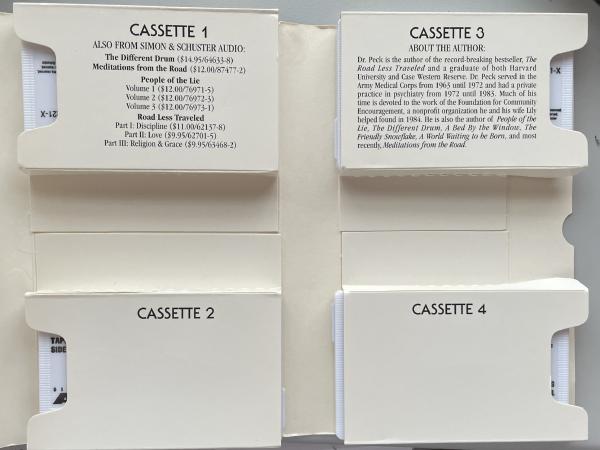 CASSETTE 1
ALSO FROM SIMON & SCHUSTER AUDIO:
The Different Drum ($14.95/64633-8)
Meditations from the Road ($12.00/87477-2)
People of the Lie
Volume 1 ($12.00/76971-5)
Volume 2 ($12.00/76972-3)
Volume 3 ($12.00/76973-1)
Road Less Traveled
Part I: Discipline ($11.00/62137-8)
Part II: Love ($9.95/62701-5)
Part III: Religion & Grace ($9.95/63468-2)
21-X
CASSETTE 3
ABOUT THE AUTHOR:
Dr. Peck is the author of the record-breaking bestseller, The
Road Less Traveled and a graduate of both Harvard
University and Case Western Reserve. Dr. Peck served in the
Army Medical Corps from 1963 until 1972 and had a private
practice in psychiatry from 1972 until 1983. Much of his
time is devoted to the work of the Foundation for Community
Encouragement, a nonprofit organization he and his wife Lily
helped found in 1984. He is also the author of People of the
Lie, The Different Drum, A Bed By the Window, The
Friendly Snowflake, A World Waiting to be Born, and most
recently, Meditations from the Road.
-X
CASSETTE 2
TAP
SIDE
CASSETTE 4